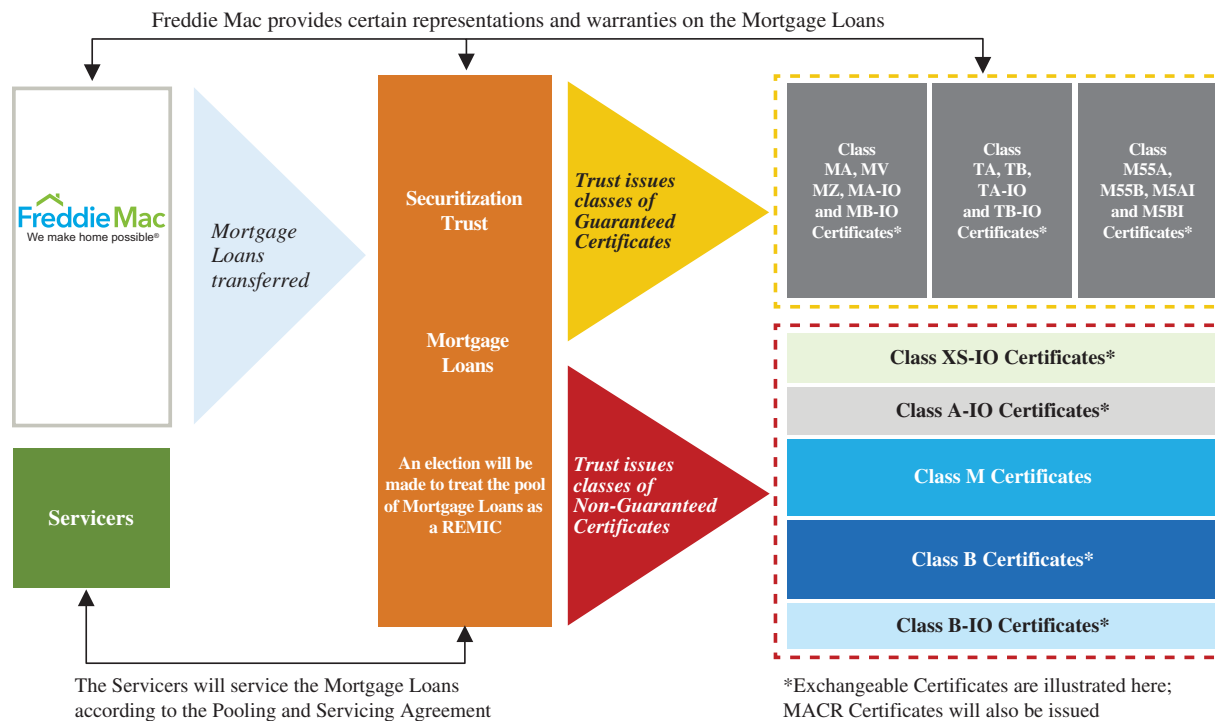 Freddie Mac provides certain representations and warranties on the Mortgage Loans
Freddie Mac
We make home possible®
Mortgage
Loans
transferred
Securitization
Trust
Mortgage
Loans
An election will be
made to treat the pool
of Mortgage Loans as
a REMIC
Trust issues
classes of
Guaranteed
Certificates
Class
MA, MV
MZ, MA-IO
and MB-IO
Certificates*
Class
TA, TB,
TA-IO
and TB-IO
Certificates*
Class
M55A,
M55B, M5AI
and M5BI
Certificates*
Servicers
Trust issues
classes of
Non-Guaranteed
Certificates
Class XS-IO Certificates*
Class A-IO Certificates*
Class M Certificates
Class B Certificates*
Class B-IO Certificates*
The Servicers will service the Mortgage Loans
according to the Pooling and Servicing Agreement
*Exchangeable Certificates are illustrated here;
MACR Certificates will also be issued